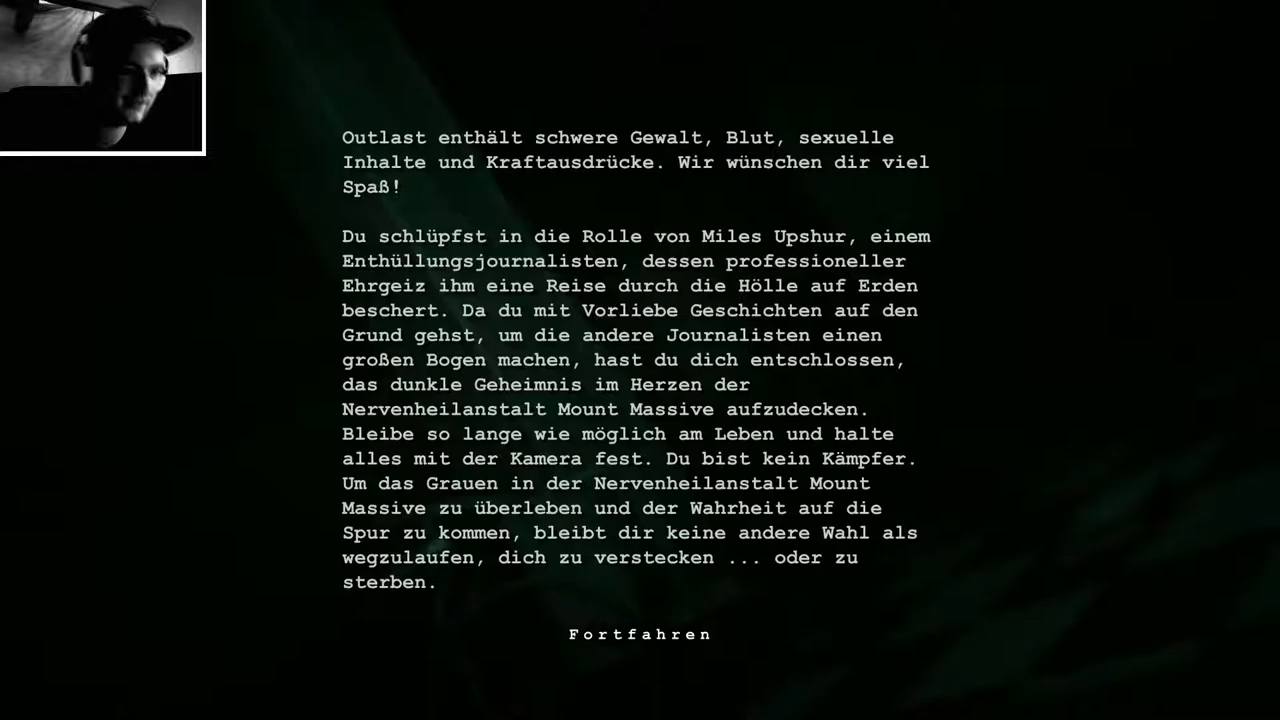 Outlast enthält schwere Gewalt, Blut, sexuelle
Inhalte und Kraftausdrücke. Wir wünschen dir viel
Spaß!
Du schlüpfst in die Rolle von Miles Upshur, einem
Enthüllungsjournalisten, dessen professioneller
Ehrgeiz ihm eine Reise durch die Hölle auf Erden
beschert. Da du mit Vorliebe Geschichten auf den
Grund gehst, um die andere Journalisten einen
großen Bogen machen, hast du dich entschlossen,
das dunkle Geheimnis im Herzen der
Nervenheilanstalt Mount Massive aufzudecken.
Bleibe so lange wie möglich am Leben und halte
alles mit der Kamera fest. Du bist kein Kämpfer.
Um das Grauen in der Nervenheilanstalt Mount
Massive zu überleben und der Wahrheit auf die
Spur zu kommen, bleibt dir keine andere Wahl als
wegzulaufen, dich zu verstecken ... oder zu
sterben.
Fortfahren